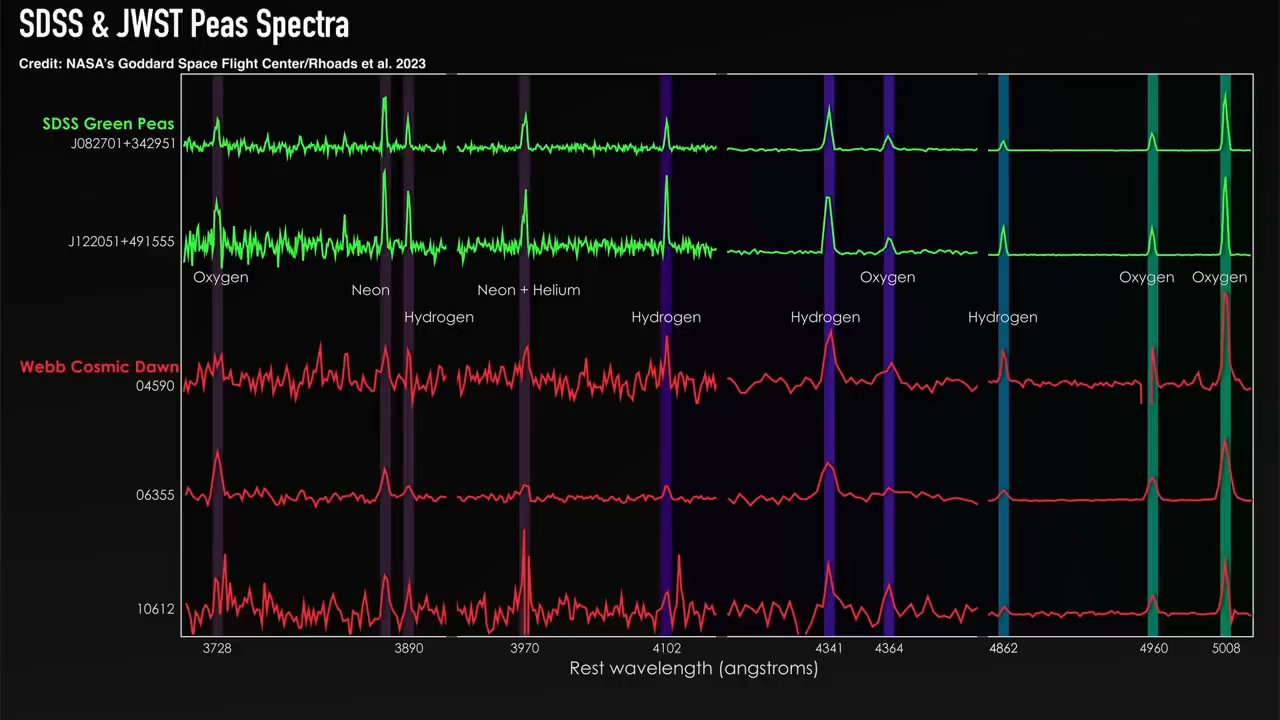 SDSS & JWST Peas Spectra
Credit: NASA's Goddard Space Flight Center/Rhoads et al. 2023
SDSS Green Peas
J082701+342951
J122051+491555
Oxygen
Neon
Neon + Helium
Hydrogen
Hydrogen
Hydrogen
Oxygen
Hydrogen
Oxygen
Oxygen
Webb Cosmic Dawn
04590
06355
10612
3728 3890 3970 4102 4341 4364 4862 4960 5008
Rest wavelength (angstroms)